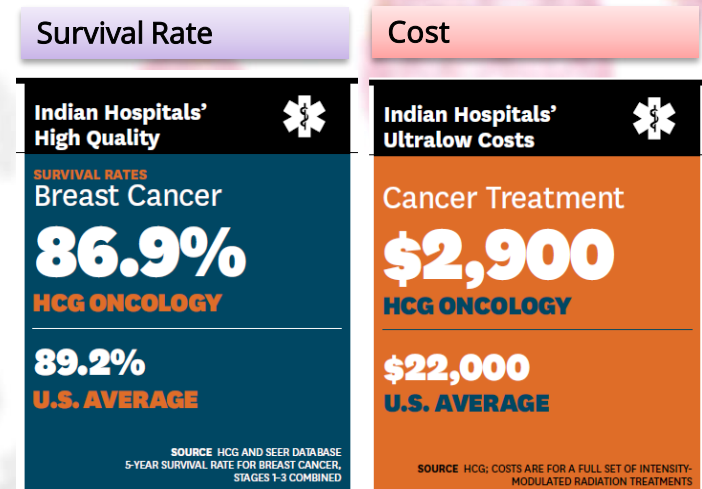 Survival Rate
Indian Hospitals’
High Quality
SURVIVAL RATES
Breast Cancer
86.9%
HCG ONCOLOGY
89.2%
U.S. AVERAGE
SOURCE HCG AND SEER DATABASE
5-YEAR SURVIVAL RATE FOR BREAST CANCER,
STAGES 1–3 COMBINED
Cost
Indian Hospitals’
Ultralow Costs
Cancer Treatment
$2,900
HCG ONCOLOGY
$22,000
U.S. AVERAGE
SOURCE HCG; COSTS ARE FOR A FULL SET OF INTENSITY-
MODULATED RADIATION TREATMENTS